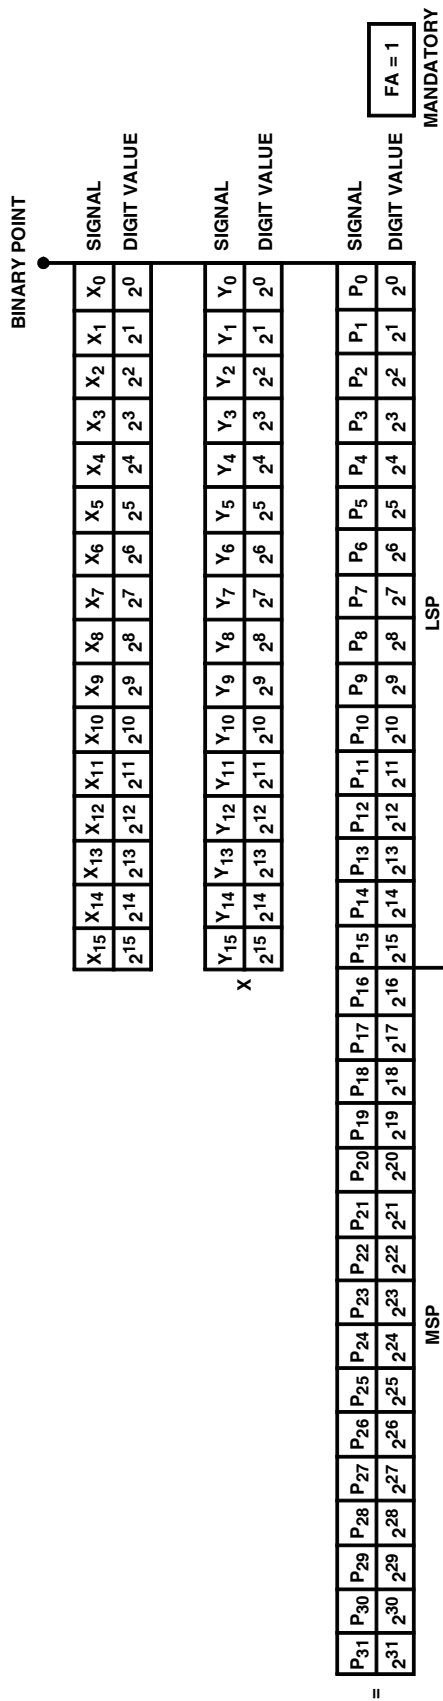 BINARY POINT
X15 X14 X13 X12 X11 X10 X9 X8 X7 X6 X5 X4 X3 X2 X1 X0 SIGNAL
2^15 2^14 2^13 2^12 2^11 2^10 2^9 2^8 2^7 2^6 2^5 2^4 2^3 2^2 2^1 2^0 DIGIT VALUE
Y15 Y14 Y13 Y12 Y11 Y10 Y9 Y8 Y7 Y6 Y5 Y4 Y3 Y2 Y1 Y0 SIGNAL
X 2^15 2^14 2^13 2^12 2^11 2^10 2^9 2^8 2^7 2^6 2^5 2^4 2^3 2^2 2^1 2^0 DIGIT VALUE
P31 P30 P29 P28 P27 P26 P25 P24 P23 P22 P21 P20 P19 P18 P17 P16 P15 P14 P13 P12 P11 P10 P9 P8 P7 P6 P5 P4 P3 P2 P1 P0 SIGNAL
= 2^31 2^30 2^29 2^28 2^27 2^26 2^25 2^24 2^23 2^22 2^21 2^20 2^19 2^18 2^17 2^16 2^15 2^14 2^13 2^12 2^11 2^10 2^9 2^8 2^7 2^6 2^5 2^4 2^3 2^2 2^1 2^0 DIGIT VALUE
FA = 1
MSP LSP MANDATORY